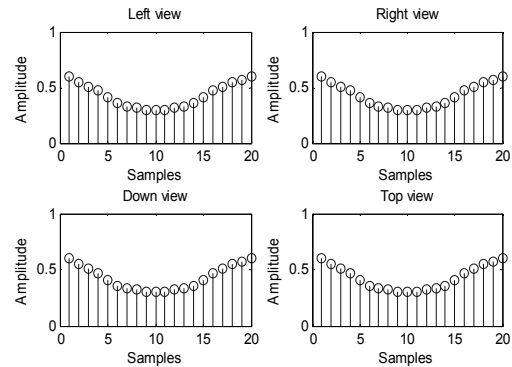 Left view
1
0.5
0
Amplitude
0 5 10 15 20
Samples
Right view
1
0.5
0
Amplitude
0 5 10 15 20
Samples
Down view
1
0.5
0
Amplitude
0 5 10 15 20
Samples
Top view
1
0.5
0
Amplitude
0 5 10 15 20
Samples